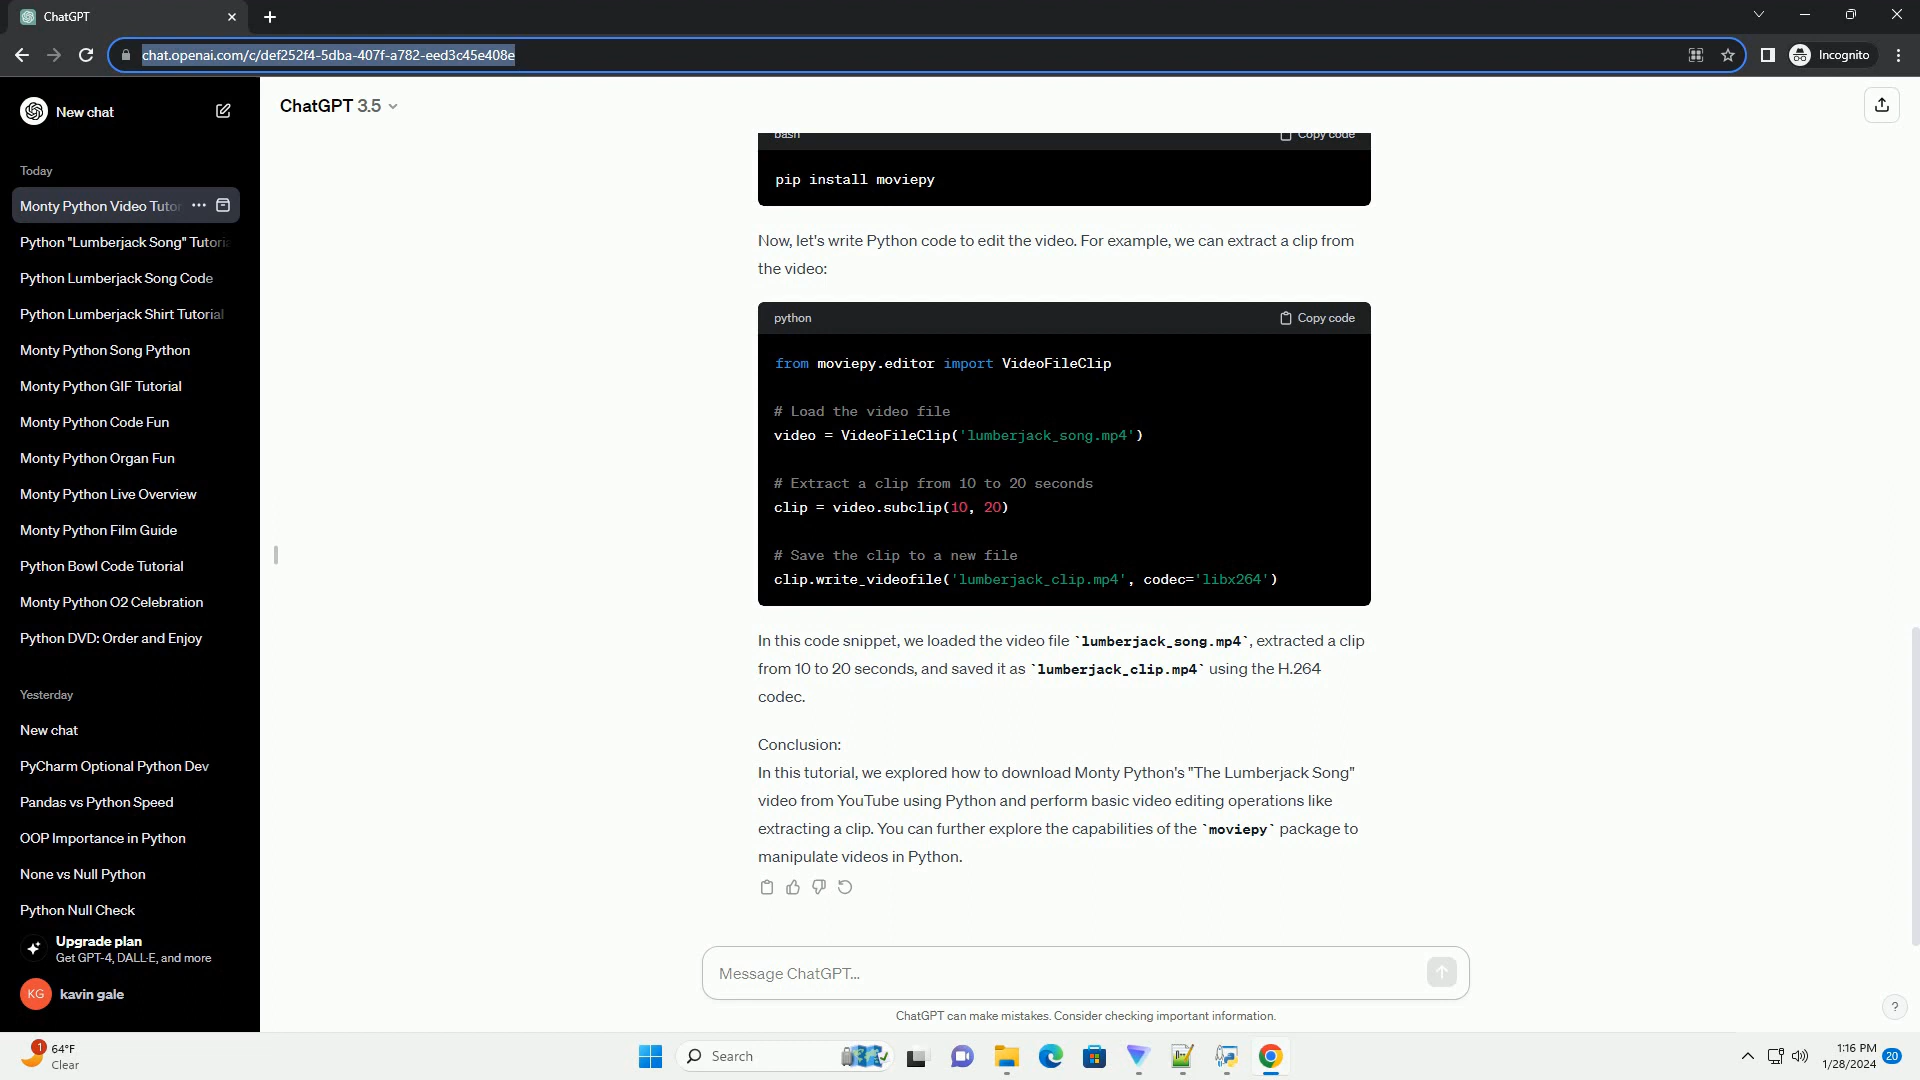 ChatGPT
chat.openai.com/c/def252f4-5dba-407f-a782-eed3c45e408e
Incognito
New chat
Today
Monty Python Video Tutor
Python "Lumberjack Song" Tutoria
Python Lumberjack Song Code
Python Lumberjack Shirt Tutorial
Monty Python Song Python
Monty Python GIF Tutorial
Monty Python Code Fun
Monty Python Organ Fun
Monty Python Live Overview
Monty Python Film Guide
Python Bowl Code Tutorial
Monty Python O2 Celebration
Python DVD: Order and Enjoy
Yesterday
New chat
PyCharm Optional Python Dev
Pandas vs Python Speed
OOP Importance in Python
None vs Null Python
Python Null Check
Upgrade plan
Get GPT-4, DALL·E, and more
KG kavin gale
ChatGPT 3.5
bash Copy code
pip install moviepy
Now, let's write Python code to edit the video. For example, we can extract a clip from
the video:
python Copy code
from moviepy.editor import VideoFileClip
# Load the video file
video = VideoFileClip('lumberjack_song.mp4')
# Extract a clip from 10 to 20 seconds
clip = video.subclip(10, 20)
# Save the clip to a new file
clip.write_videofile('lumberjack_clip.mp4', codec='libx264')
In this code snippet, we loaded the video file `lumberjack_song.mp4`, extracted a clip
from 10 to 20 seconds, and saved it as `lumberjack_clip.mp4` using the H.264
codec.
Conclusion:
In this tutorial, we explored how to download Monty Python's "The Lumberjack Song"
video from YouTube using Python and perform basic video editing operations like
extracting a clip. You can further explore the capabilities of the `moviepy` package to
manipulate videos in Python.
Message ChatGPT...
ChatGPT can make mistakes. Consider checking important information.
?
1
64°F
Clear
Search
1:16 PM
1/28/2024
20